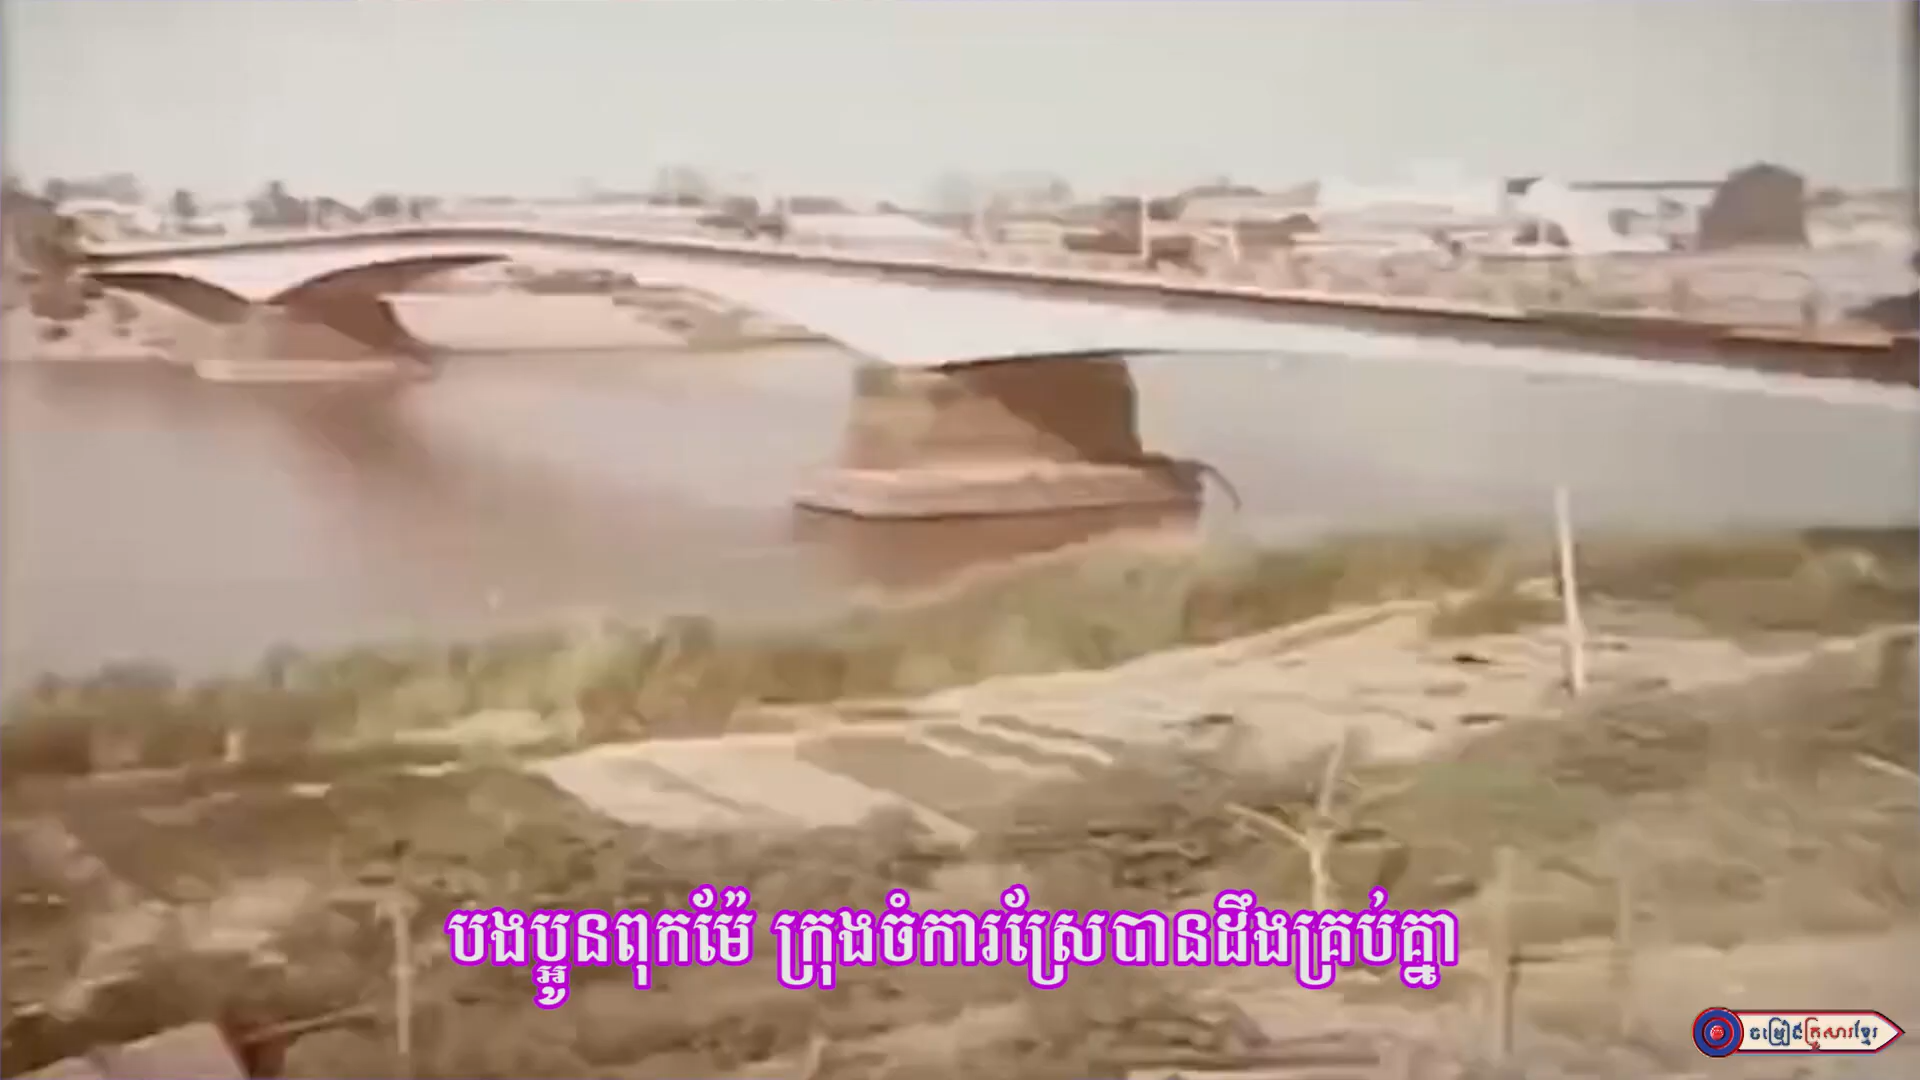 បងប្អូនពុកម៉ែ ក្រុងចំការស្រែបានដឹងគ្រប់គ្នា
ចម្រៀងគ្រួសារខ្មែរ